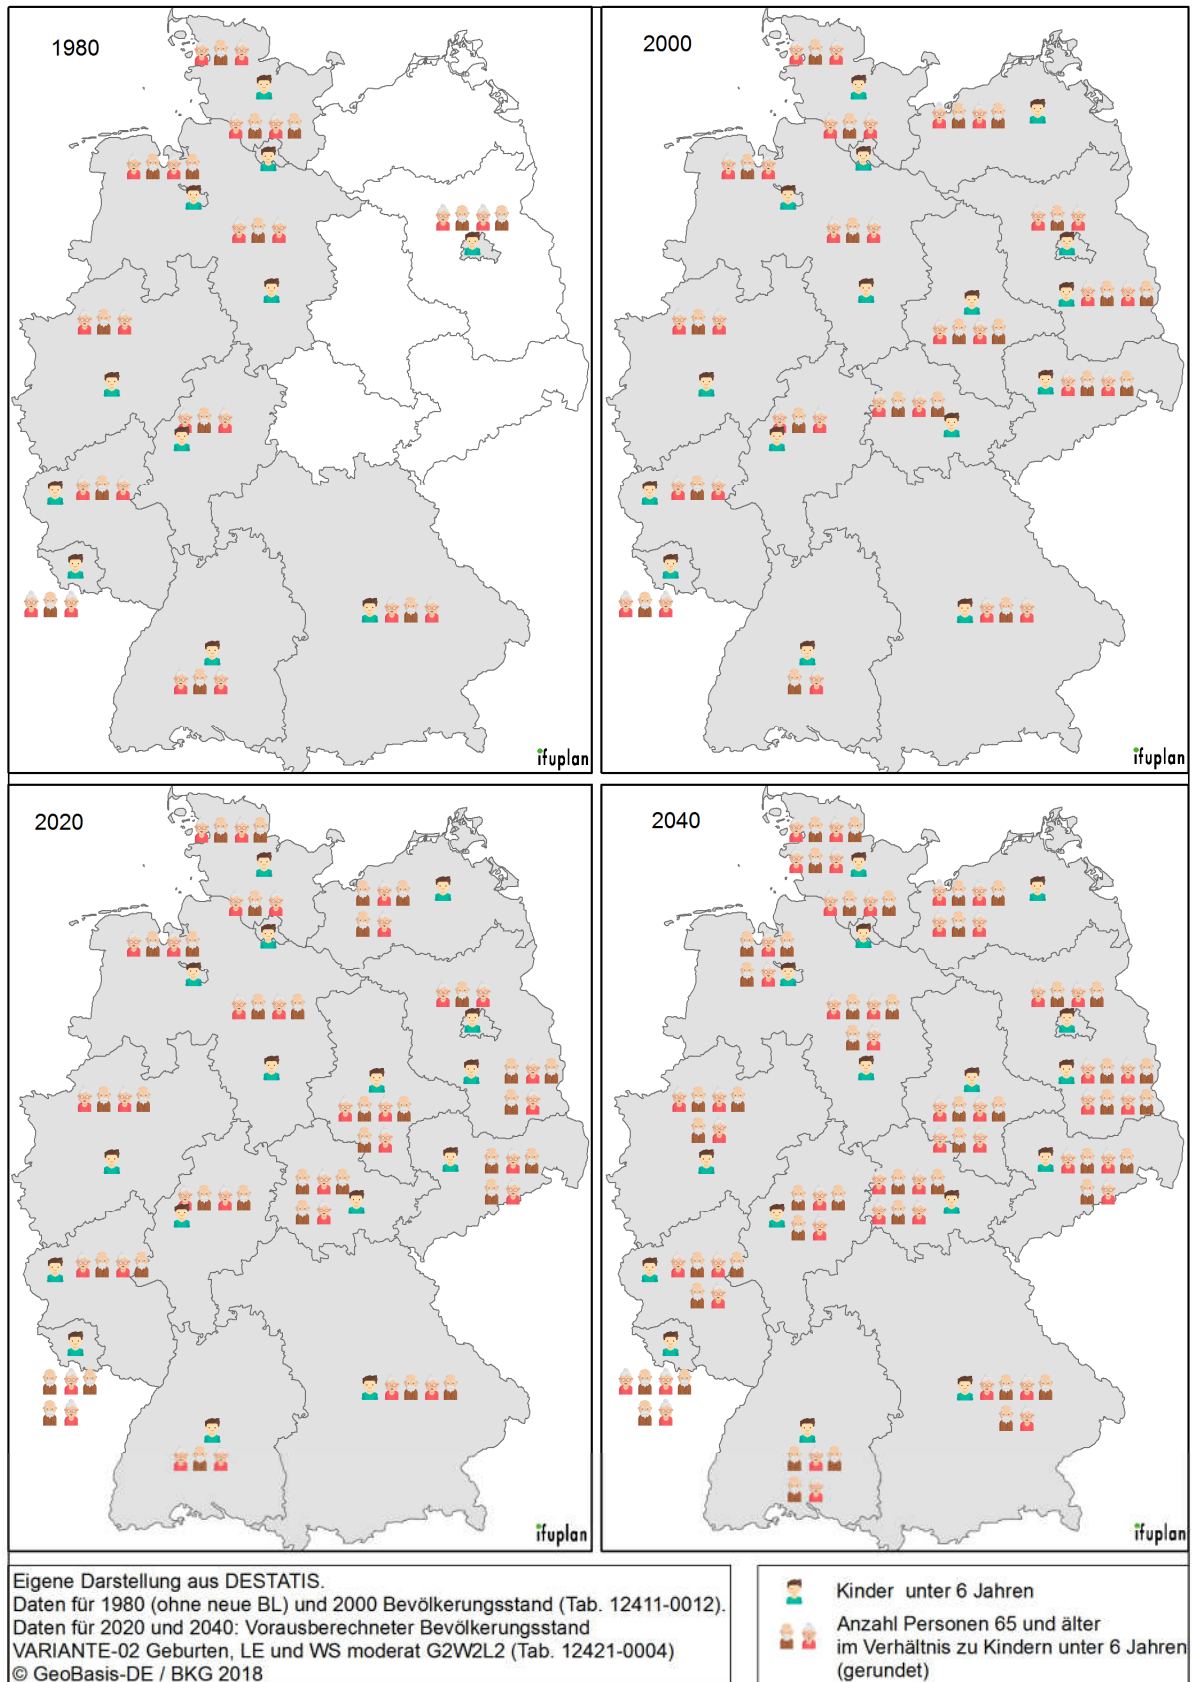 1980
2000
ifuplan
ifuplan
2020
2040
ifuplan
ifuplan
Eigene Darstellung aus DESTATIS.
Daten für 1980 (ohne neue BL) und 2000 Bevölkerungsstand (Tab. 12411-0012).
Daten für 2020 und 2040: Vorausberechneter Bevölkerungsstand
VARIANTE-02 Geburten, LE und WS moderat G2W2L2 (Tab. 12421-0004)
© GeoBasis-DE / BKG 2018
Kinder unter 6 Jahren
Anzahl Personen 65 und älter
im Verhältnis zu Kindern unter 6 Jahren
(gerundet)